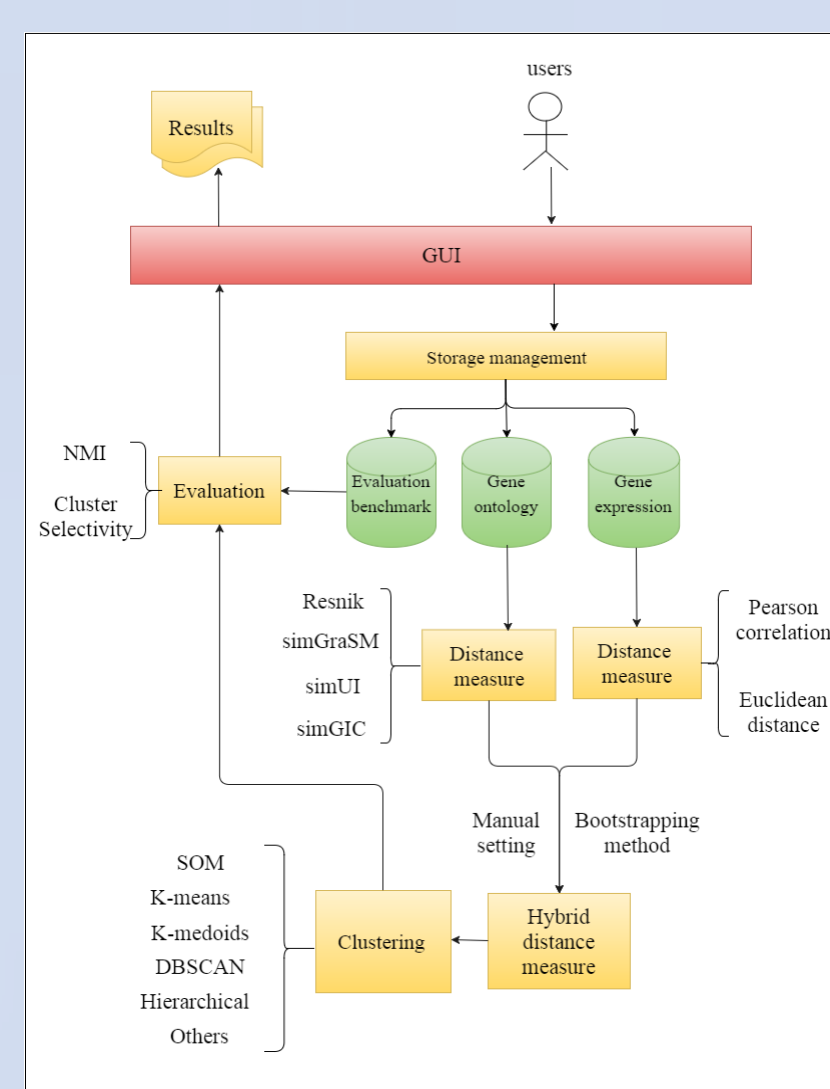 users
Results
GUI
Storage management
NMI
Cluster
Selectivity
Evaluation
Evaluation
benchmark
Gene
ontology
Gene
expression
Resnik
simGraSM
simUI
simGIC
Distance
measure
Distance
measure
Pearson
correlation
Euclidean
distance
Manual
setting
Bootstrapping
method
SOM
K-means
K-medoids
DBSCAN
Hierarchical
Others
Clustering
Hybrid
distance
measure